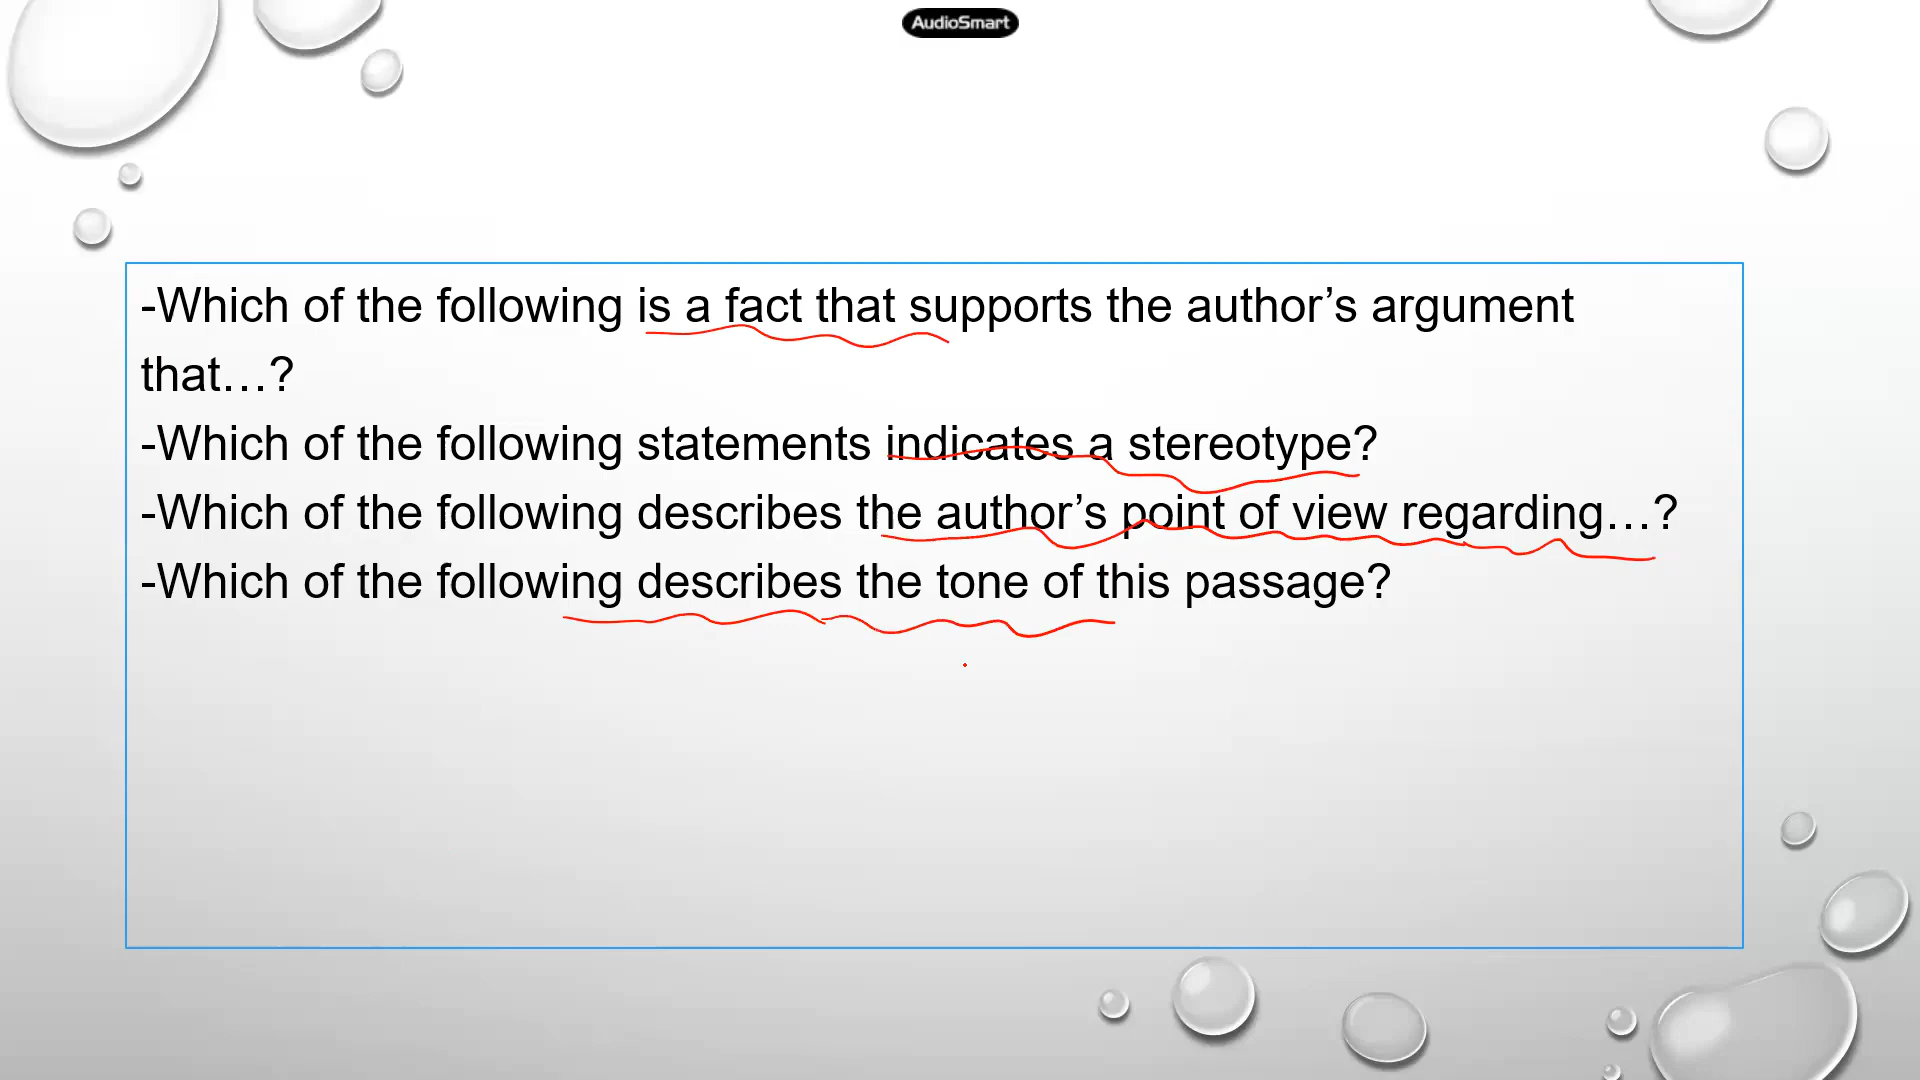 AudioSmart
-Which of the following is a fact that supports the author’s argument
that…?
-Which of the following statements indicates a stereotype?
-Which of the following describes the author’s point of view regarding…?
-Which of the following describes the tone of this passage?